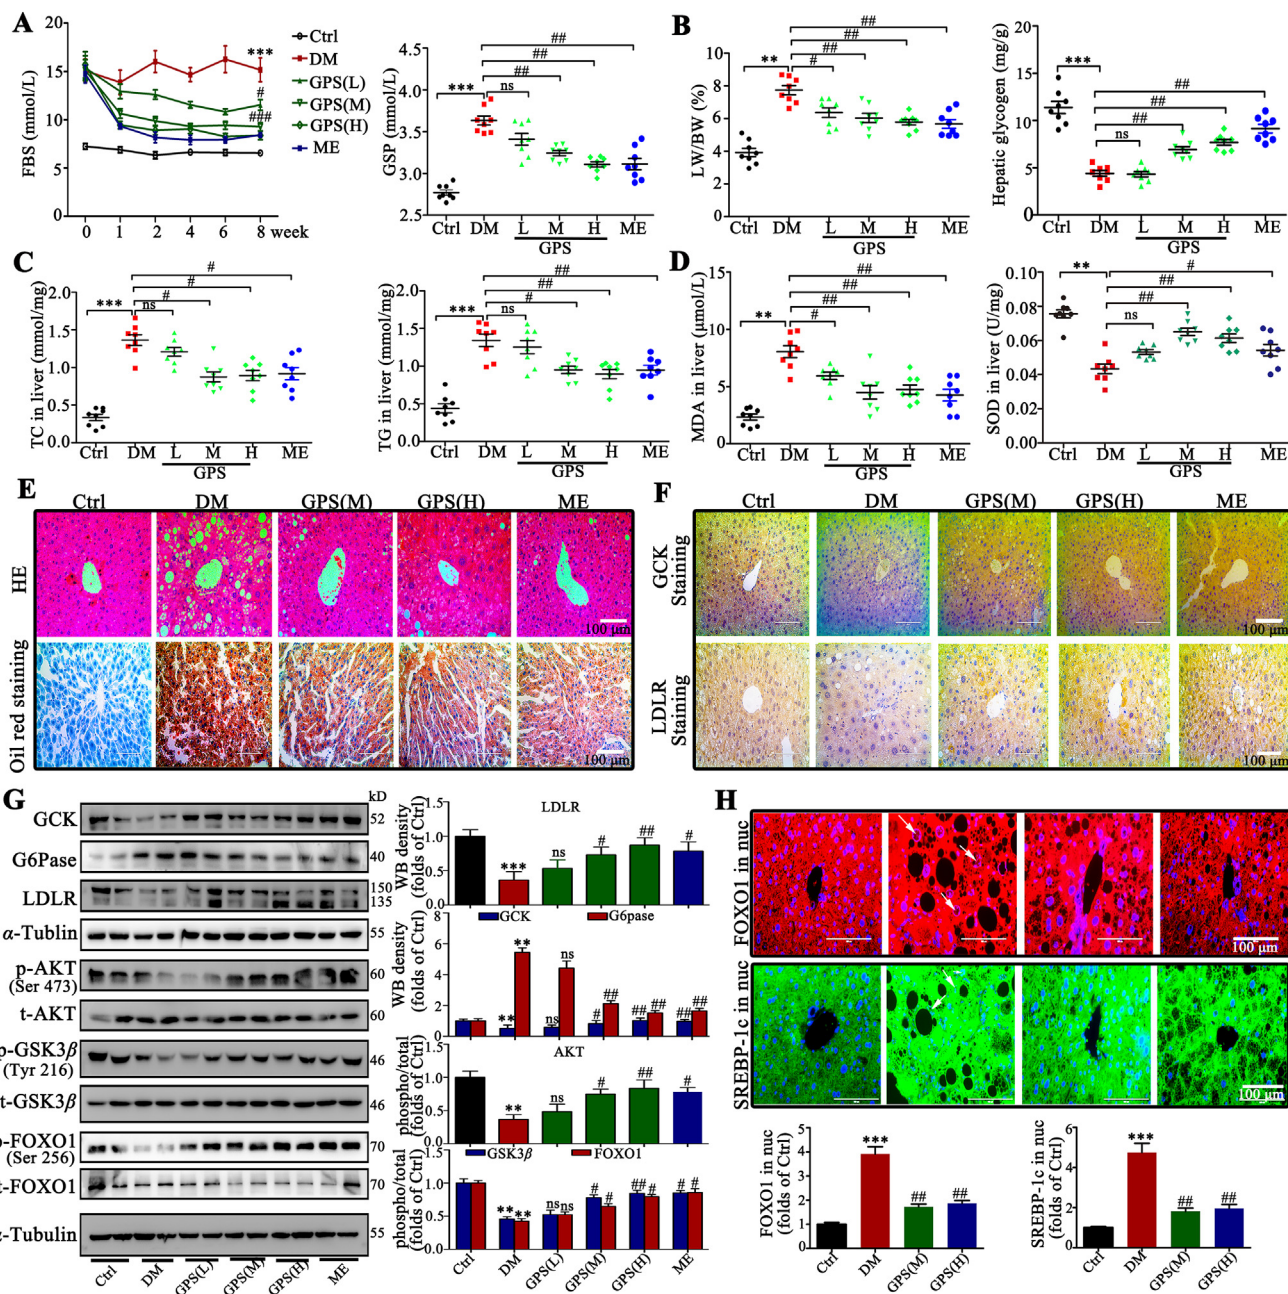 A
FBS (mmol/L)
20
15
10
5
0
0 1 2 4 6 8 week
Ctrl
DM
GPS(L)
GPS(M)
GPS(H)
ME
***
#
###
GSP (mmol/L)
4.5
4.0
3.5
3.0
2.5
##
##
##
*** ns
Ctrl DM L M H ME
GPS
B
LW/BW (%)
10
8
6
4
2
0
##
##
##
** #
Ctrl DM L M H ME
GPS
Hepatic glycogen (mg/g)
20
15
10
5
0
***
##
##
##
ns
Ctrl DM L M H ME
GPS
C
TC in liver (mmol/mg)
2.0
1.5
1.0
0.5
0.0
#
#
#
*** ns
Ctrl DM L M H ME
GPS
TG in liver (mmol/mg)
2.0
1.5
1.0
0.5
0.0
##
##
#
*** ns
Ctrl DM L M H ME
GPS
D
MDA in liver (μmol/L)
15
10
5
0
##
##
##
** #
Ctrl DM L M H ME
GPS
SOD in liver (U/mg)
0.10
0.08
0.06
0.04
0.02
0.00
**
#
##
##
ns
Ctrl DM L M H ME
GPS
E
Ctrl DM GPS(M) GPS(H) ME
HE
100 μm
Oil red staining
100 μm
F
Ctrl DM GPS(M) GPS(H) ME
GCK
Staining
100 μm
LDLR
Staining
100 μm
G
kD
GCK 52
G6Pase 40
LDLR 150
135
α-Tublin 55
p-AKT 60
(Ser 473)
t-AKT 60
p-GSK3β 46
(Tyr 216)
t-GSK3β 46
p-FOXO1 70
(Ser 256)
t-FOXO1 70
α-Tubulin 55
Ctrl DM GPS(L) GPS(M) GPS(H) ME
LDLR
WB density
(folds of Ctrl)
1.5
1.0
0.5
0.0
*** ns # ## #
GCK G6pase
WB density
(folds of Ctrl)
8
6
4
2
0
** ** ns ns # ## ## ## ## ##
AKT
phospho/total
(folds of Ctrl)
1.5
1.0
0.5
0.0
** ns # ## #
GSK3β FOXO1
phospho/total
(folds of Ctrl)
1.5
1.0
0.5
0.0
** ** ns ns # # ## # # #
Ctrl DM GPS(L) GPS(M) GPS(H) ME
H
FOXO1 in nuc
100 μm
SREBP-1c in nuc
100 μm
FOXO1 in nuc
(folds of Ctrl)
5
4
3
2
1
0
*** ## ##
Ctrl DM GPS(M) GPS(H)
SREBP-1c in nuc
(folds of Ctrl)
6
4
2
0
*** ## ##
Ctrl DM GPS(M) GPS(H)